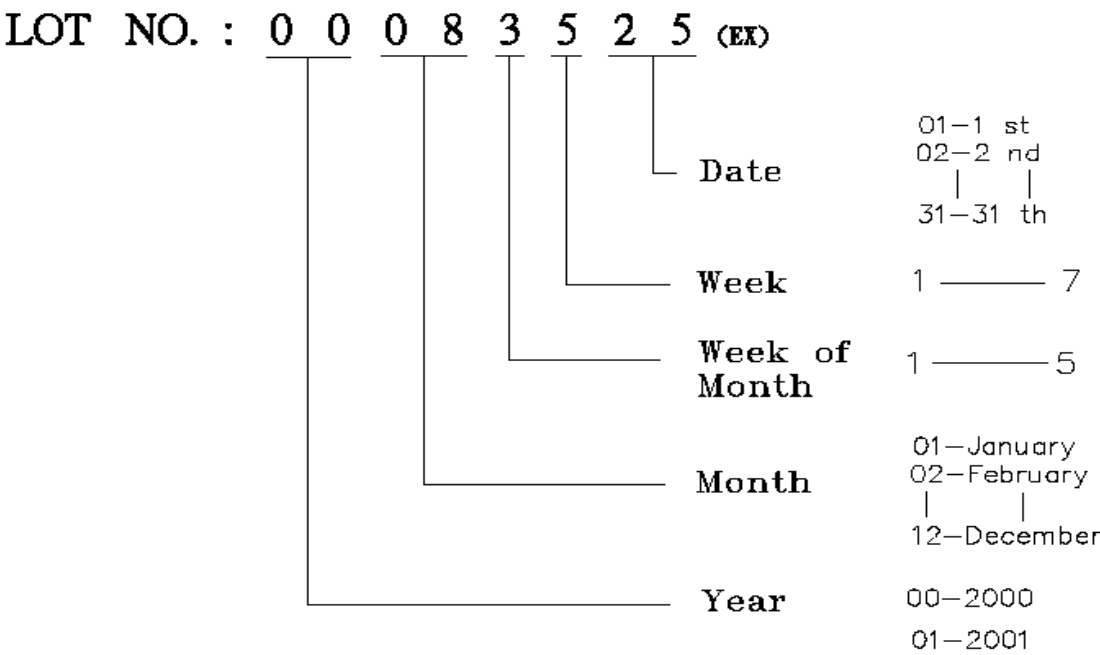 LOT NO. : 0 0 0 8 3 5 2 5 (EX)
Date
01-1 st
02-2 nd
31-31 th
Week
1 7
Week of
Month
1 5
Month
01-January
02-February
12-December
Year
00-2000
01-2001